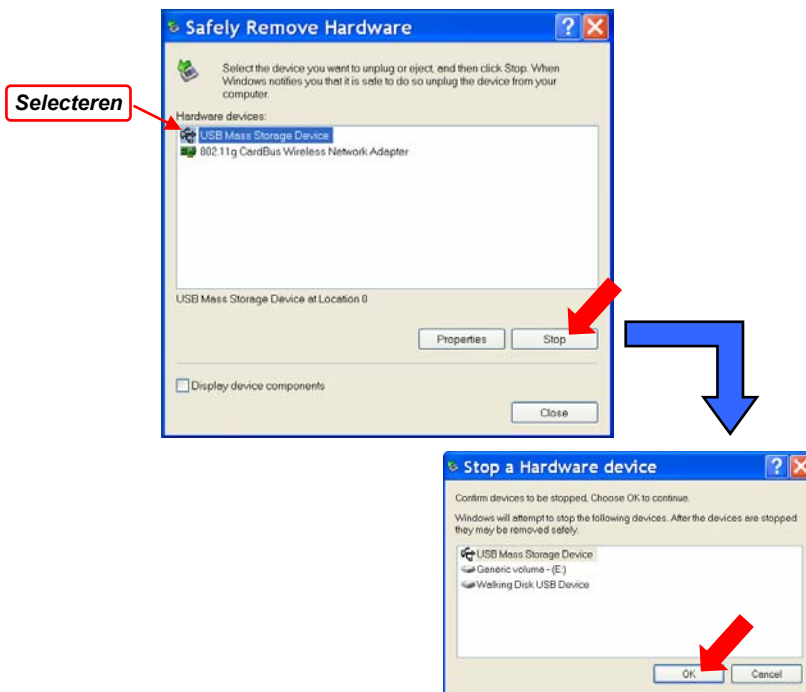 Safely Remove Hardware
Select the device you want to unplug or eject, and then click Stop. When
Windows notifies you that it is safe to do so unplug the device from your
computer.
Selecteren
Hardware devices:
USB Mass Storage Device
802.11g CardBus Wireless Network Adapter
USB Mass Storage Device at Location 0
Properties
Stop
Display device components
Close
Stop a Hardware device
Confirm devices to be stopped, Choose OK to continue.
Windows will attempt to stop the following devices. After the devices are stopped
they may be removed safely.
USB Mass Storage Device
Generic volume - (E:)
Walking Disk USB Device
OK
Cancel